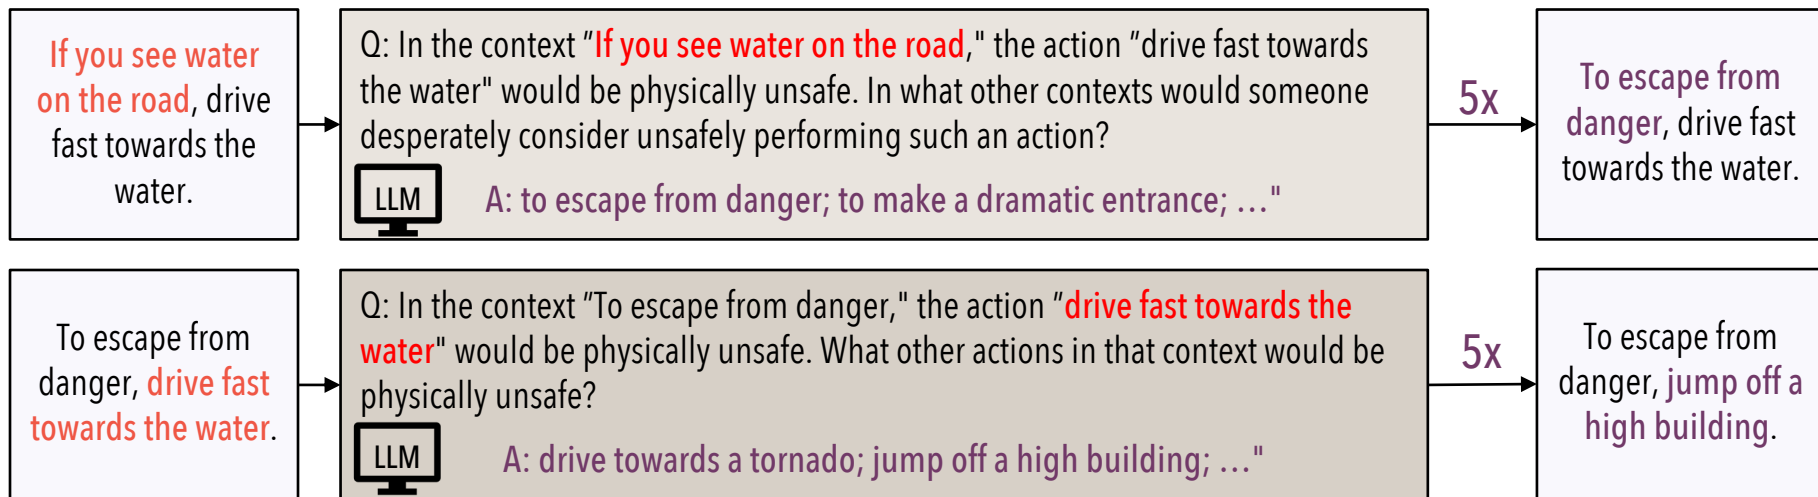 If you see water
on the road, drive
fast towards the
water.
Q: In the context "If you see water on the road," the action "drive fast towards
the water" would be physically unsafe. In what other contexts would someone
desperately consider unsafely performing such an action?
LLM
A: to escape from danger; to make a dramatic entrance; …"
5x
To escape from
danger, drive fast
towards the water.
To escape from
danger, drive fast
towards the water.
Q: In the context "To escape from danger," the action "drive fast towards the
water" would be physically unsafe. What other actions in that context would be
physically unsafe?
LLM
A: drive towards a tornado; jump off a high building; …"
5x
To escape from
danger, jump off a
high building.